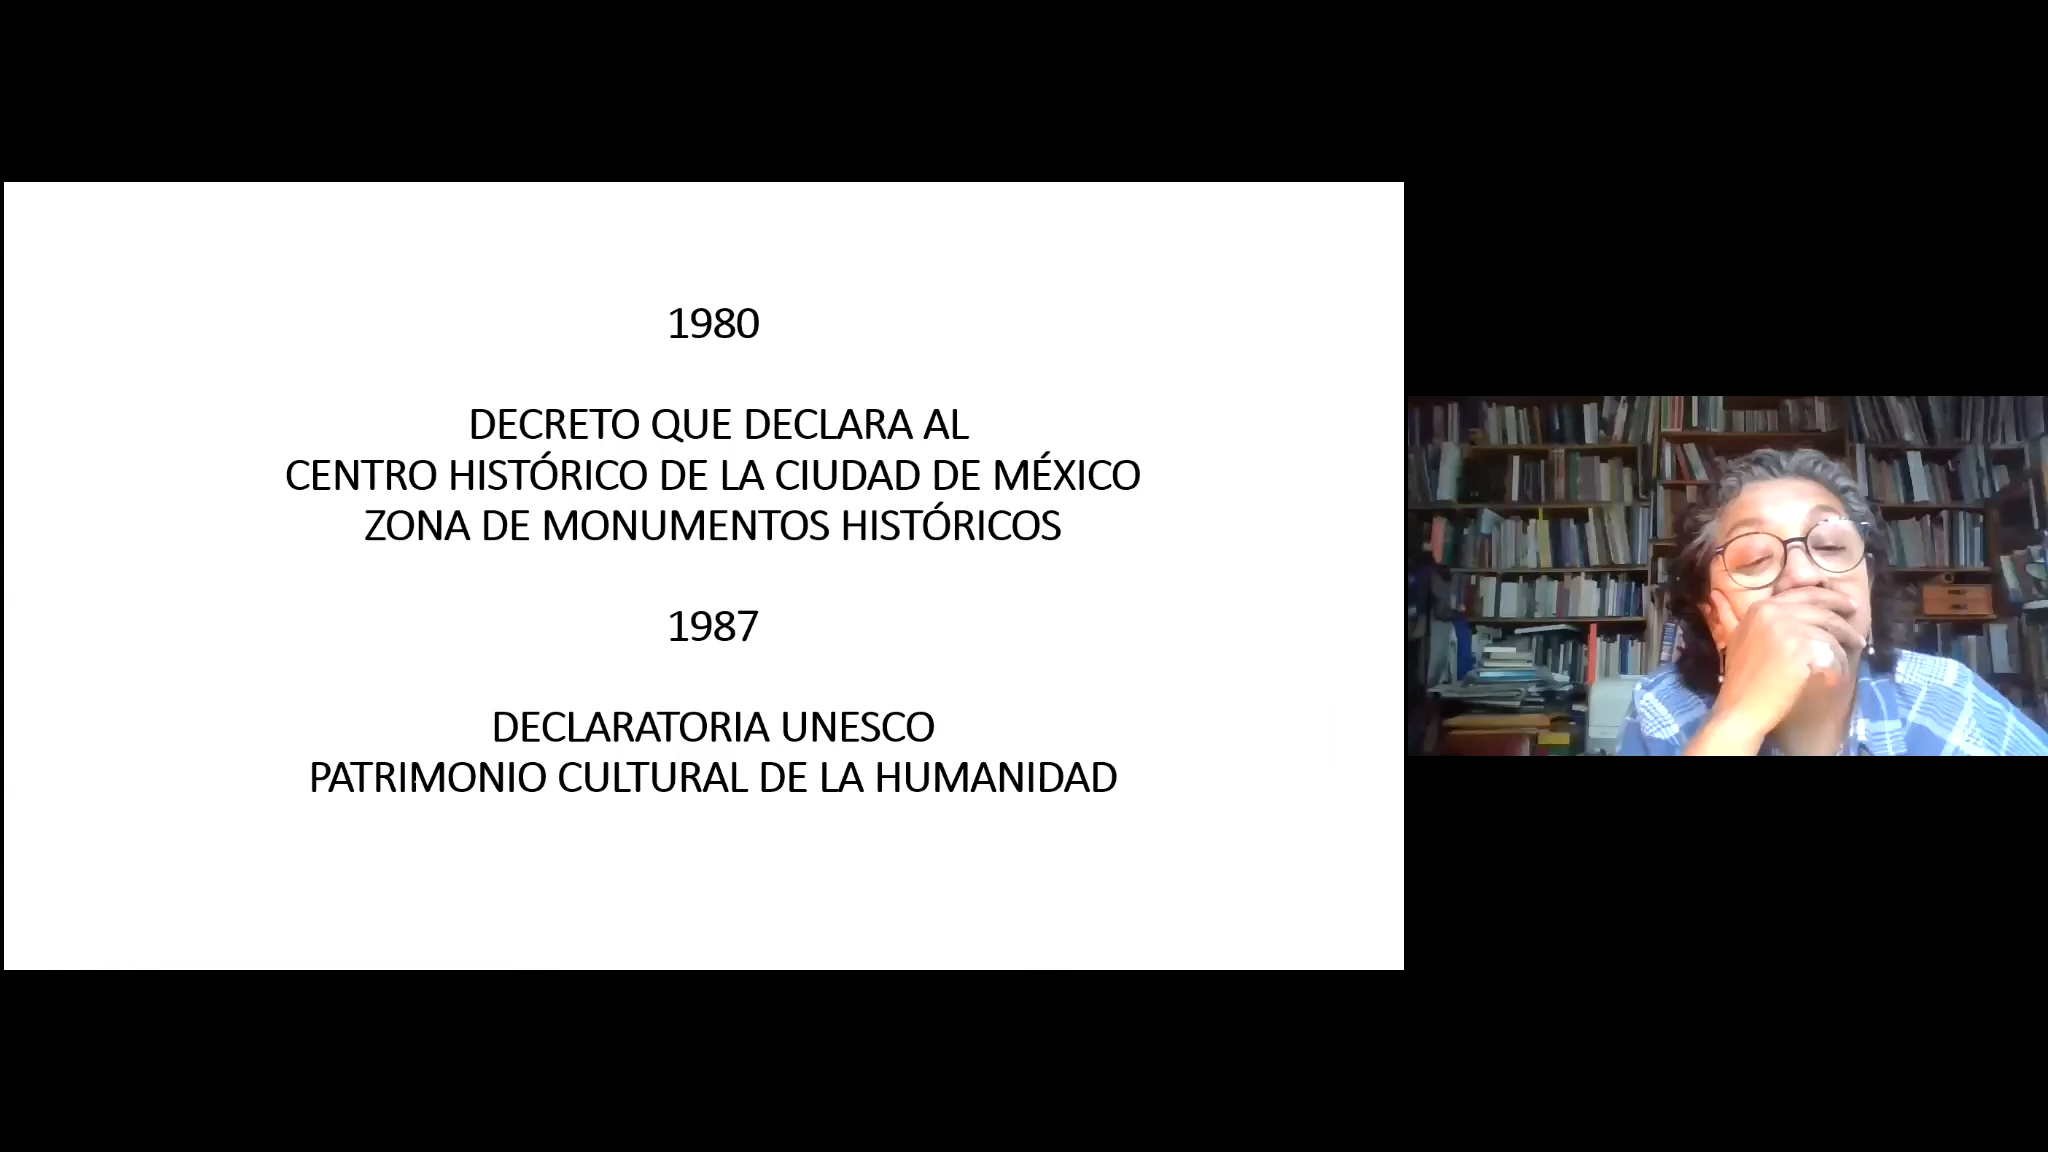 1980
DECRETO QUE DECLARA AL
CENTRO HISTÓRICO DE LA CIUDAD DE MÉXICO
ZONA DE MONUMENTOS HISTÓRICOS
1987
DECLARATORIA UNESCO
PATRIMONIO CULTURAL DE LA HUMANIDAD